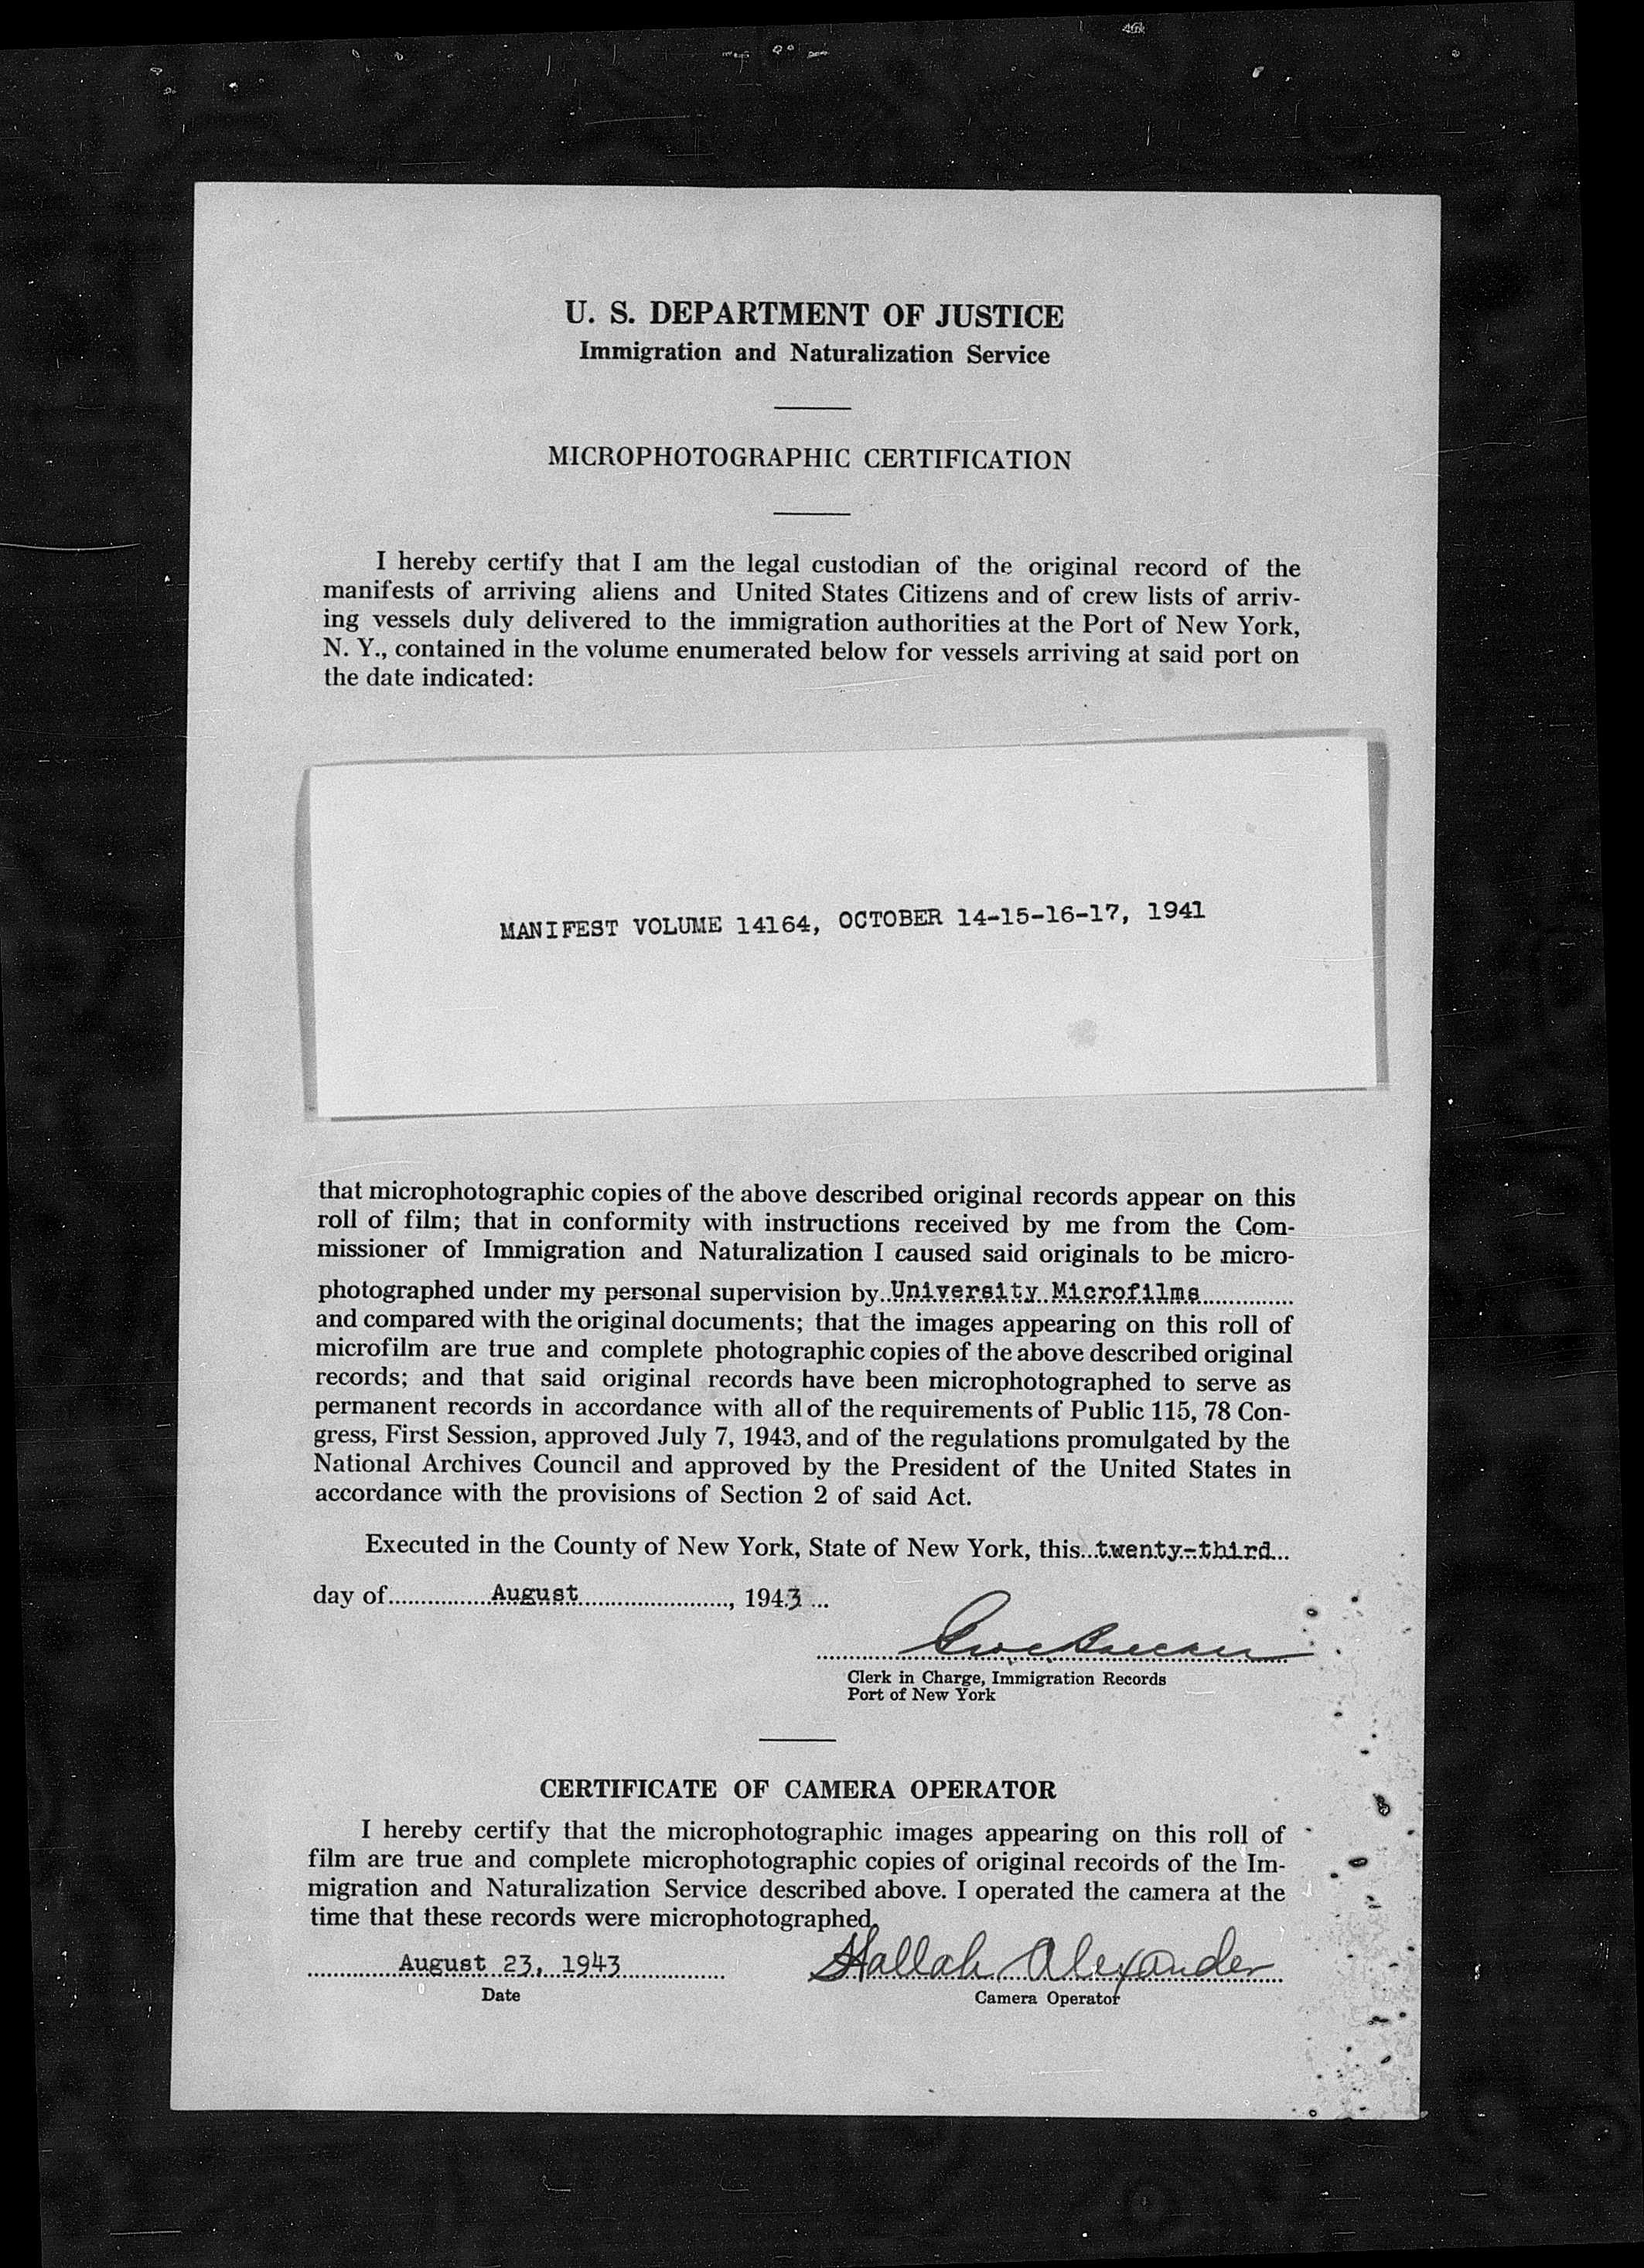 U. S. DEPARTMENT OF JUSTICE
Immigration and Naturalization Service
MICROPHOTOGRAPHIC CERTIFICATION
I hereby certify that I am the legal custodian of the original record of the
manifests of arriving aliens and United States Citizens and of crew lists of arriv-
ing vessels duly delivered to the immigration authorities at the Port of New York,
N. Y., contained in the volume enumerated below for vessels arriving at said port on
the date indicated:
MANIFEST VOLUME 14164, OCTOBER 14-15-16-17, 1941
that microphotographic copies of the above described original records appear on this
roll of film; that in conformity with instructions received by me from the Com-
missioner of Immigration and Naturalization I caused said originals to be micro-
photographed under my personal supervision by University Microfilms
and compared with the original documents; that the images appearing on this roll of
microfilm are true and complete photographic copies of the above described original
records; and that said original records have been microphotographed to serve as
permanent records in accordance with all of the requirements of Public 115, 78 Con-
gress, First Session, approved July 7, 1943, and of the regulations promulgated by the
National Archives Council and approved by the President of the United States in
accordance with the provisions of Section 2 of said Act.
Executed in the County of New York, State of New York, this twenty-third
day of August, 1943
Clerk in Charge, Immigration Records
Port of New York
CERTIFICATE OF CAMERA OPERATOR
I hereby certify that the microphotographic images appearing on this roll of
film are true and complete microphotographic copies of original records of the Im-
migration and Naturalization Service described above. I operated the camera at the
time that these records were microphotographed.
August 23, 1943 Hallah Alexander
Date Camera Operator